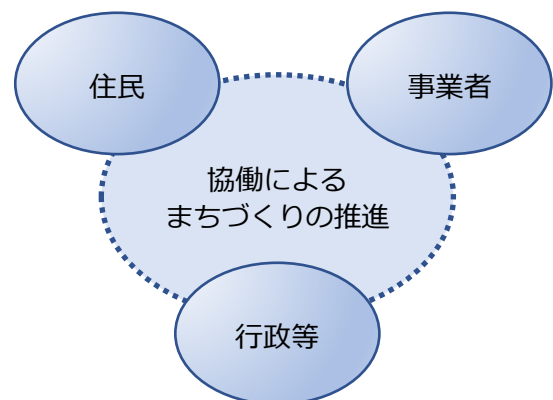 住民
事業者
協働による
まちづくりの推進
行政等